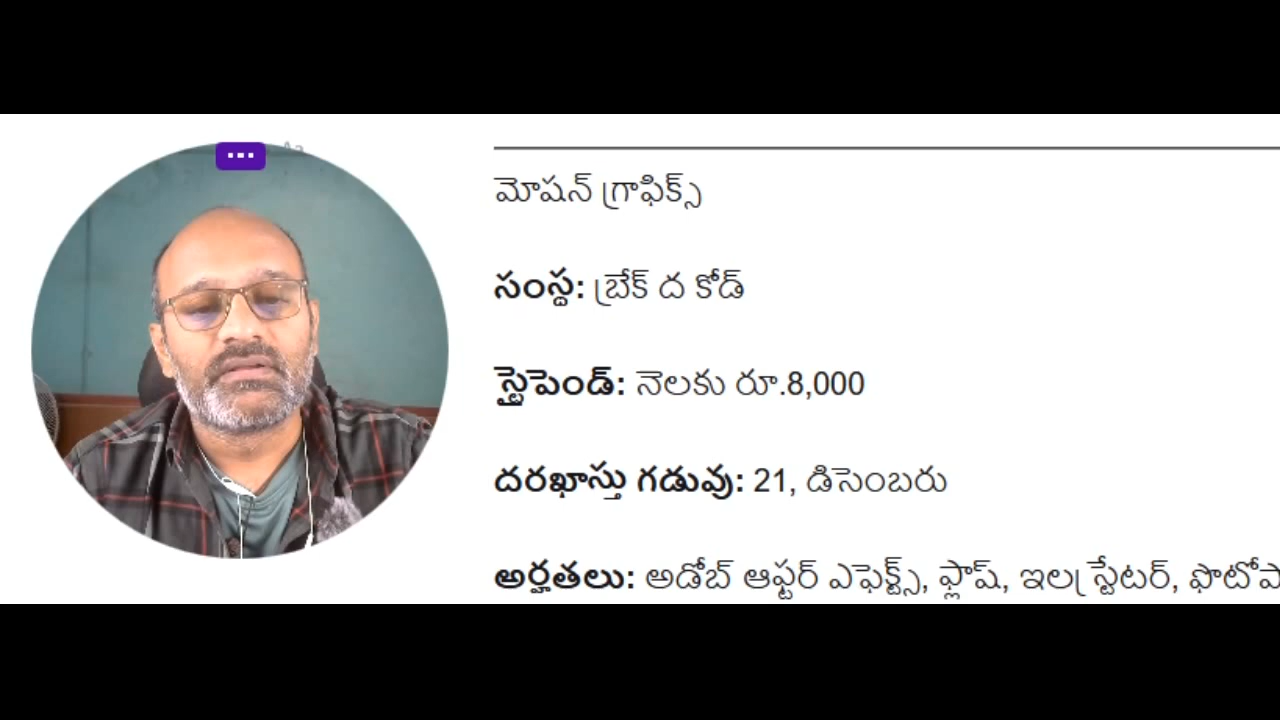 మోషన్ గ్రాఫిక్స్
సంస్థ: బ్రేక్ ద కోడ్
స్టైపెండ్: నెలకు రూ.8,000
దరఖాస్తు గడువు: 21, డిసెంబరు
అర్హతలు: అడోబ్ ఆఫ్టర్ ఎఫెక్ట్స్, ఫ్లాష్, ఇలస్ట్రేటర్,